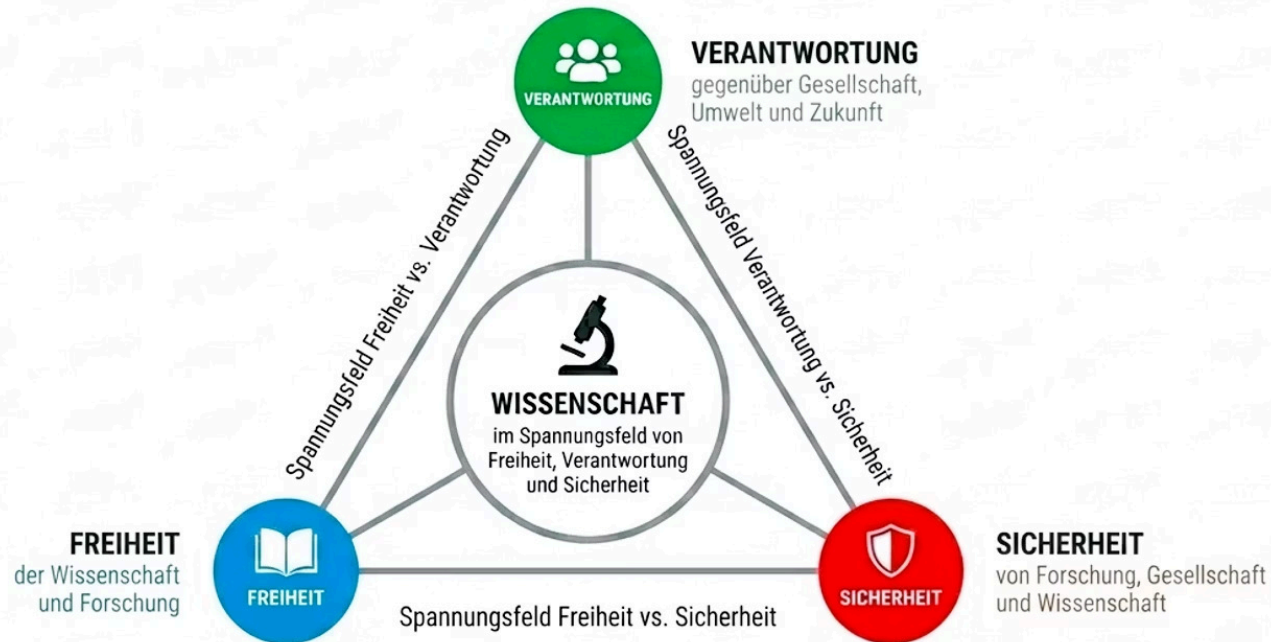 VERANTWORTUNG
VERANTWORTUNG
gegenüber Gesellschaft,
Umwelt und Zukunft
Spannungsfeld Freiheit vs. Verantwortung
Spannungsfeld Verantwortung vs. Sicherheit
WISSENSCHAFT
im Spannungsfeld von
Freiheit, Verantwortung
und Sicherheit
FREIHEIT
der Wissenschaft
und Forschung
FREIHEIT
Spannungsfeld Freiheit vs. Sicherheit
SICHERHEIT
SICHERHEIT
von Forschung, Gesellschaft
und Wissenschaft